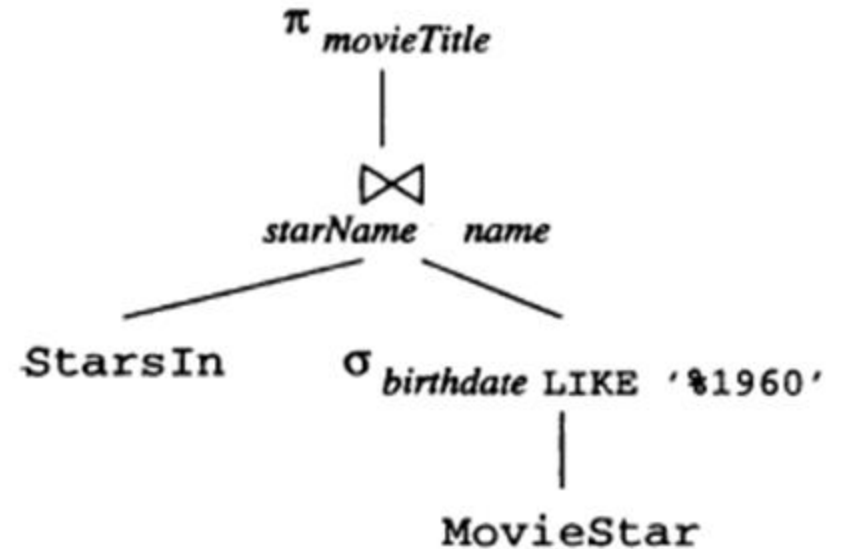 π movieTitle
⋈
starName name
StarsIn
σ birthdate LIKE '%1960'
MovieStar